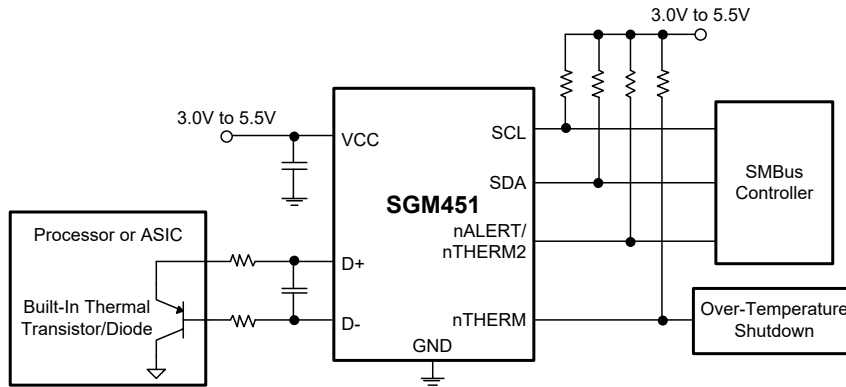 3.0V to 5.5V
3.0V to 5.5V
VCC
SCL
SDA
SGM451
nALERT/
nTHERM2
SMBus
Controller
Processor or ASIC
D+
Built-In Thermal
Transistor/Diode
D-
nTHERM
GND
Over-Temperature
Shutdown